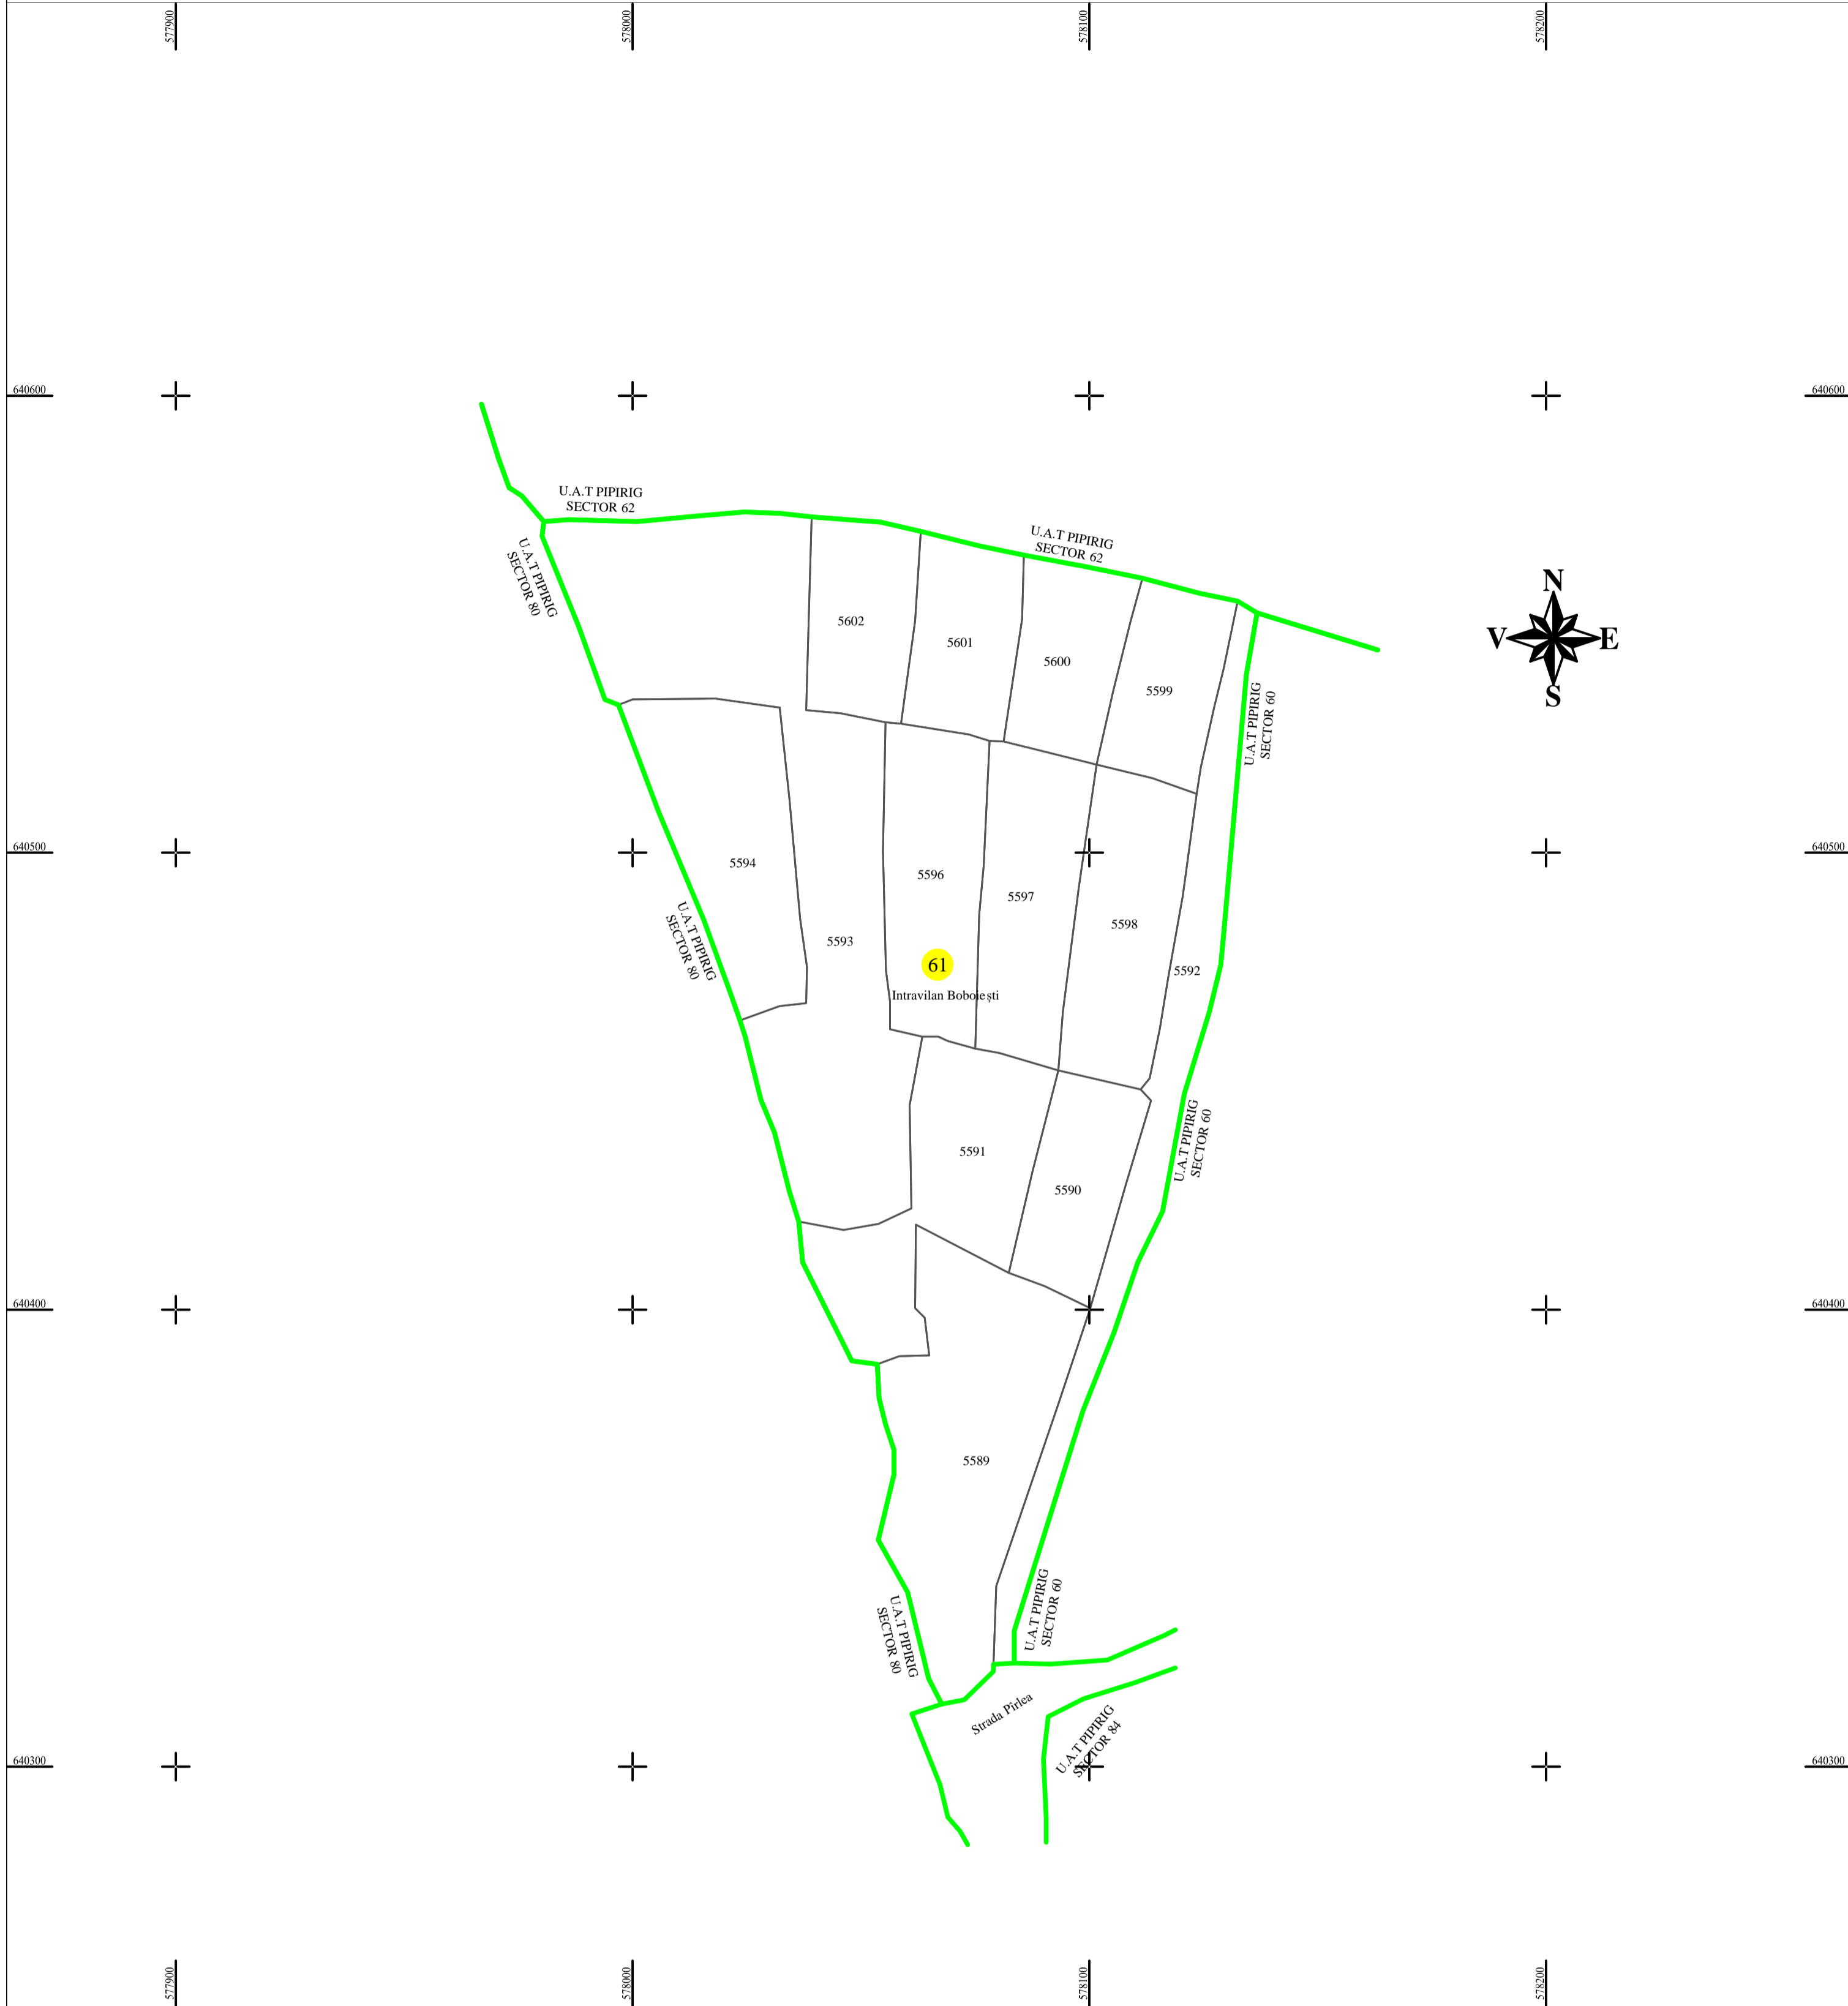 577900
578000
578100
578200
640600
640600
U.A.T PIPIRIG
SECTOR 62
U.A.T PIPIRIG
SECTOR 62
U.A.T PIPIRIG
SECTOR 80
N
V
E
S
5602
5601
5600
5599
U.A.T PIPIRIG
SECTOR 60
640500
640500
5594
5596
5597
5598
5593
5592
U.A.T PIPIRIG
SECTOR 80
61
Intravilan Boboiești
5591
5590
U.A.T PIPIRIG
SECTOR 60
640400
640400
5589
U.A.T PIPIRIG
SECTOR 80
U.A.T PIPIRIG
SECTOR 60
Strada Pîrlea
U.A.T PIPIRIG
SECTOR 84
640300
640300
577900
578000
578100
578200